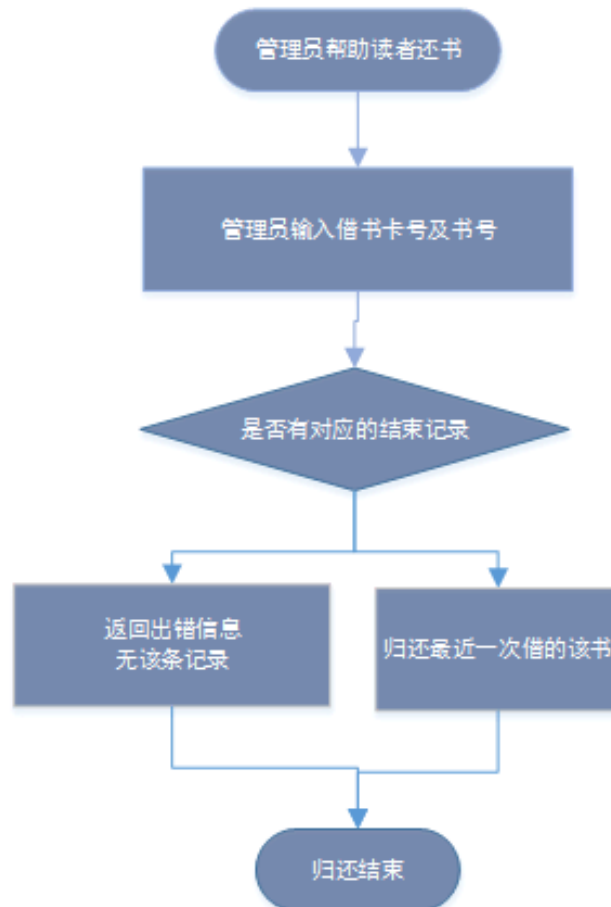 管理员帮助读者还书
管理员输入借书卡号及书号
是否有对应的结束记录
返回出错信息
无该条记录
归还最近一次借的该书
归还结束